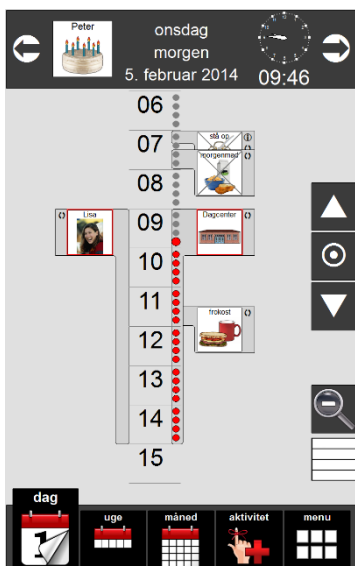 Peter
onsdag
morgen
5. februar 2014
09:46
06
07
stå op
morgenmad
08
Lisa
09
Dagcenter
10
11
frokost
12
13
14
15
dag
1
uge
måned
aktivitet
menu